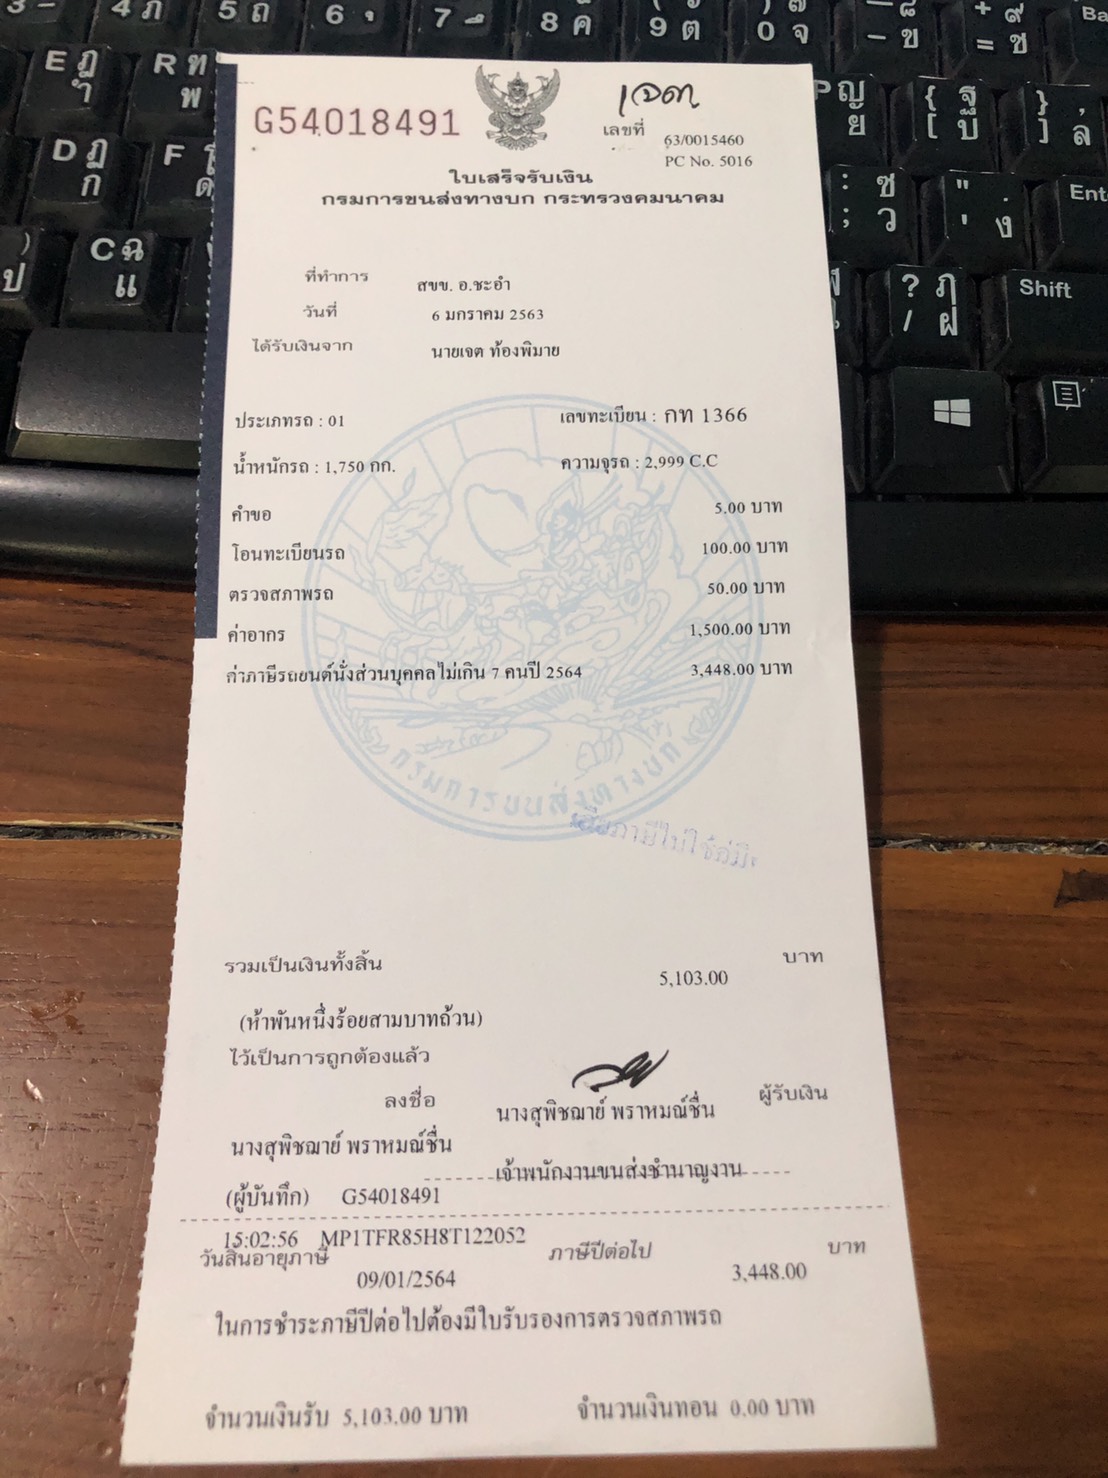 G54018491
เจต
เลขที่ 63/0015460
PC No. 5016
ใบเสร็จรับเงิน
กรมการขนส่งทางบก กระทรวงคมนาคม
ที่ทำการ สขข. อ.ชะอำ
วันที่ 6 มกราคม 2563
ได้รับเงินจาก นายเจต ท้องพิมาย
ประเภทรถ : 01 เลขทะเบียน : กท 1366
น้ำหนักรถ : 1,750 กก. ความจุรถ : 2,999 C.C
คำขอ 5.00 บาท
โอนทะเบียนรถ 100.00 บาท
ตรวจสภาพรถ 50.00 บาท
ค่าอากร 1,500.00 บาท
ค่าภาษีรถยนต์นั่งส่วนบุคคลไม่เกิน 7 คนปี 2564 3,448.00 บาท
กรมการขนส่งทางบก
รวมเป็นเงินทั้งสิ้น 5,103.00 บาท
(ห้าพันหนึ่งร้อยสามบาทถ้วน)
ไว้เป็นการถูกต้องแล้ว
ลงชื่อ นางสุพิชฌาย์ พราหมณ์ชื่น ผู้รับเงิน
นางสุพิชฌาย์ พราหมณ์ชื่น เจ้าพนักงานขนส่งชำนาญงาน
(ผู้บันทึก) G54018491
15:02:56 MP1TFR85H8T122052
วันสิ้นอายุภาษี 09/01/2564 ภาษีปีต่อไป 3,448.00 บาท
ในการชำระภาษีปีต่อไปต้องมีใบรับรองการตรวจสภาพรถ
จำนวนเงินรับ 5,103.00 บาท จำนวนเงินทอน 0.00 บาท